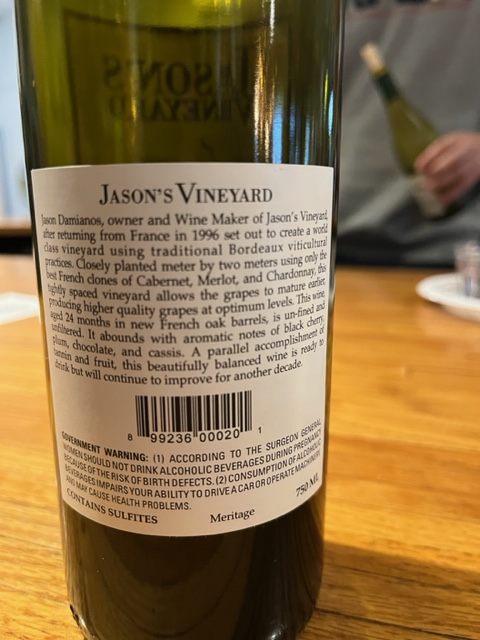 JASON'S VINEYARD
JASON'S VINEYARD
Jason Damianos, owner and Wine Maker of Jason's Vineyard,
after returning from France in 1996 set out to create a world
class vineyard using traditional Bordeaux viticultural
practices. Closely planted meter by two meters using only the
best French clones of Cabernet, Merlot, and Chardonnay, this
tightly spaced vineyard allows the grapes to mature earlier,
producing higher quality grapes at optimum levels. This wine,
aged 24 months in new French oak barrels, is un-fined and
unfiltered. It abounds with aromatic notes of black cherry,
plum, chocolate, and cassis. A parallel accomplishment of
tannin and fruit, this beautifully balanced wine is ready to
drink but will continue to improve for another decade.
8 99236 00020 1
GOVERNMENT WARNING: (1) ACCORDING TO THE SURGEON GENERAL,
WOMEN SHOULD NOT DRINK ALCOHOLIC BEVERAGES DURING PREGNANCY
BECAUSE OF THE RISK OF BIRTH DEFECTS. (2) CONSUMPTION OF ALCOHOLIC
BEVERAGES IMPAIRS YOUR ABILITY TO DRIVE A CAR OR OPERATE MACHINERY,
AND MAY CAUSE HEALTH PROBLEMS.
750 ML
CONTAINS SULFITES
Meritage